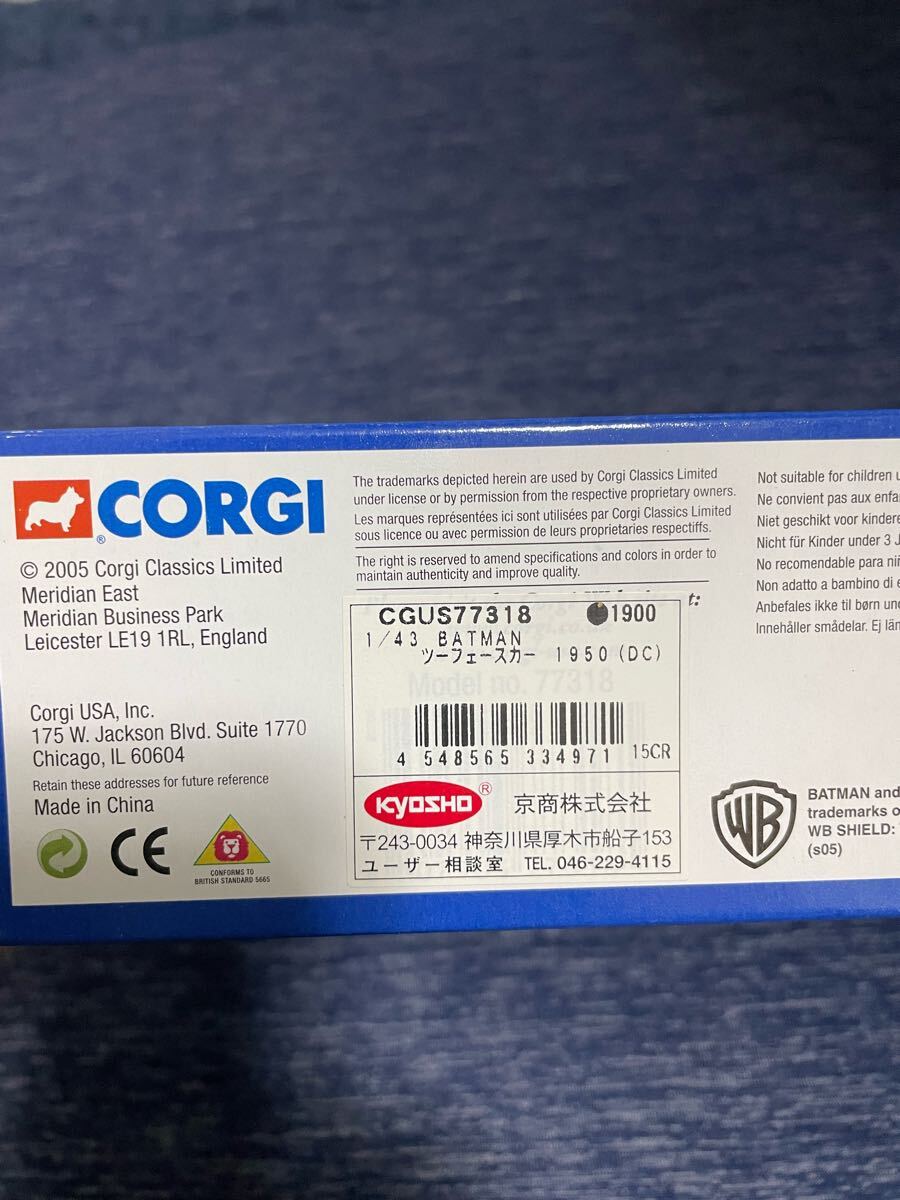 CORGI
®
© 2005 Corgi Classics Limited
Meridian East
Meridian Business Park
Leicester LE19 1RL, England
Corgi USA, Inc.
175 W. Jackson Blvd. Suite 1770
Chicago, IL 60604
Retain these addresses for future reference
Made in China
CE
CONFORMS TO
BRITISH STANDARD 5665
The trademarks depicted herein are used by Corgi Classics Limited
under license or by permission from the respective proprietary owners.
Les marques représentées ici sont utilisées par Corgi Classics Limited
sous licence ou avec permission de leurs proprietaries respectiffs.
The right is reserved to amend specifications and colors in order to
maintain authenticity and improve quality.
t:
CGUS77318 ●1900
1/43 BATMAN
ツーフェースカー 1950(DC)
Model no. 77318
4 548565 334971 15CR
KYOSHO® 京商株式会社
〒243-0034 神奈川県厚木市船子153
ユーザー相談室 TEL. 046-229-4115
Not suitable for children u
Ne convient pas aux enfa
Niet geschikt voor kindere
Nicht für Kinder under 3 J
No recomendable para niñ
Non adatto a bambino di e
Anbefales ikke til børn und
Innehåller smådelar. Ej län
WB
BATMAN and
trademarks o
WB SHIELD:
(s05)